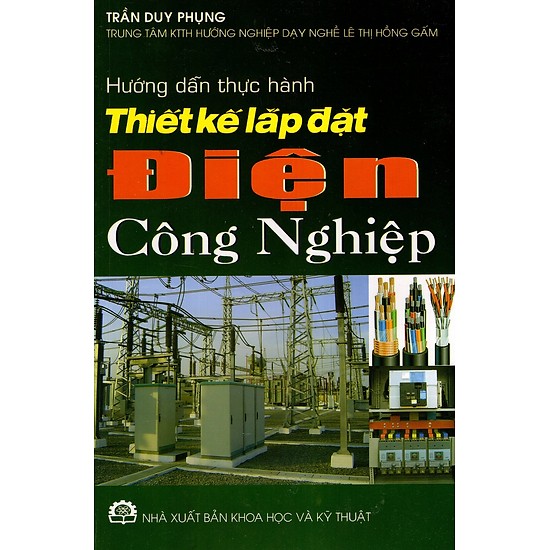 TRẦN DUY PHỤNG
TRUNG TÂM KTTH HƯỚNG NGHIỆP DẠY NGHỀ LÊ THỊ HỒNG GẤM
Hướng dẫn thực hành
Thiết kế lắp đặt
Điện
Công Nghiệp
NHÀ XUẤT BẢN KHOA HỌC VÀ KỸ THUẬT